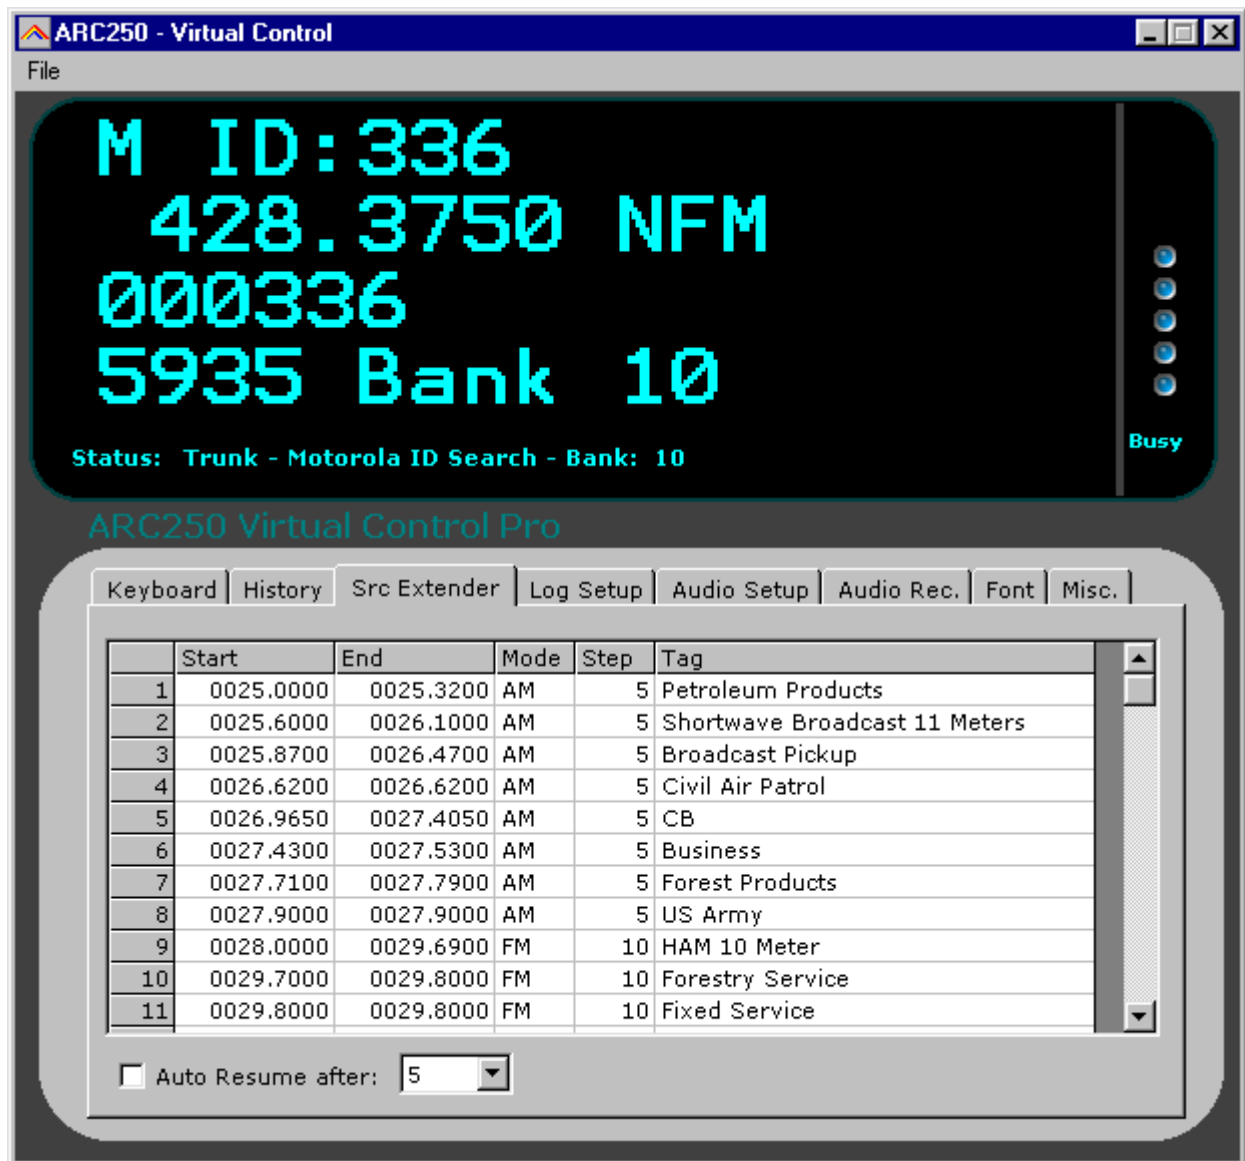 ARC250 - Virtual Control
File
M ID:336
428.3750 NFM
000336
5935 Bank 10
Busy
Status: Trunk - Motorola ID Search - Bank: 10
ARC250 Virtual Control Pro
Keyboard History Src Extender Log Setup Audio Setup Audio Rec. Font Misc.
Start End Mode Step Tag
1 0025.0000 0025.3200 AM 5 Petroleum Products
2 0025.6000 0026.1000 AM 5 Shortwave Broadcast 11 Meters
3 0025.8700 0026.4700 AM 5 Broadcast Pickup
4 0026.6200 0026.6200 AM 5 Civil Air Patrol
5 0026.9650 0027.4050 AM 5 CB
6 0027.4300 0027.5300 AM 5 Business
7 0027.7100 0027.7900 AM 5 Forest Products
8 0027.9000 0027.9000 AM 5 US Army
9 0028.0000 0029.6900 FM 10 HAM 10 Meter
10 0029.7000 0029.8000 FM 10 Forestry Service
11 0029.8000 0029.8000 FM 10 Fixed Service
Auto Resume after: 5